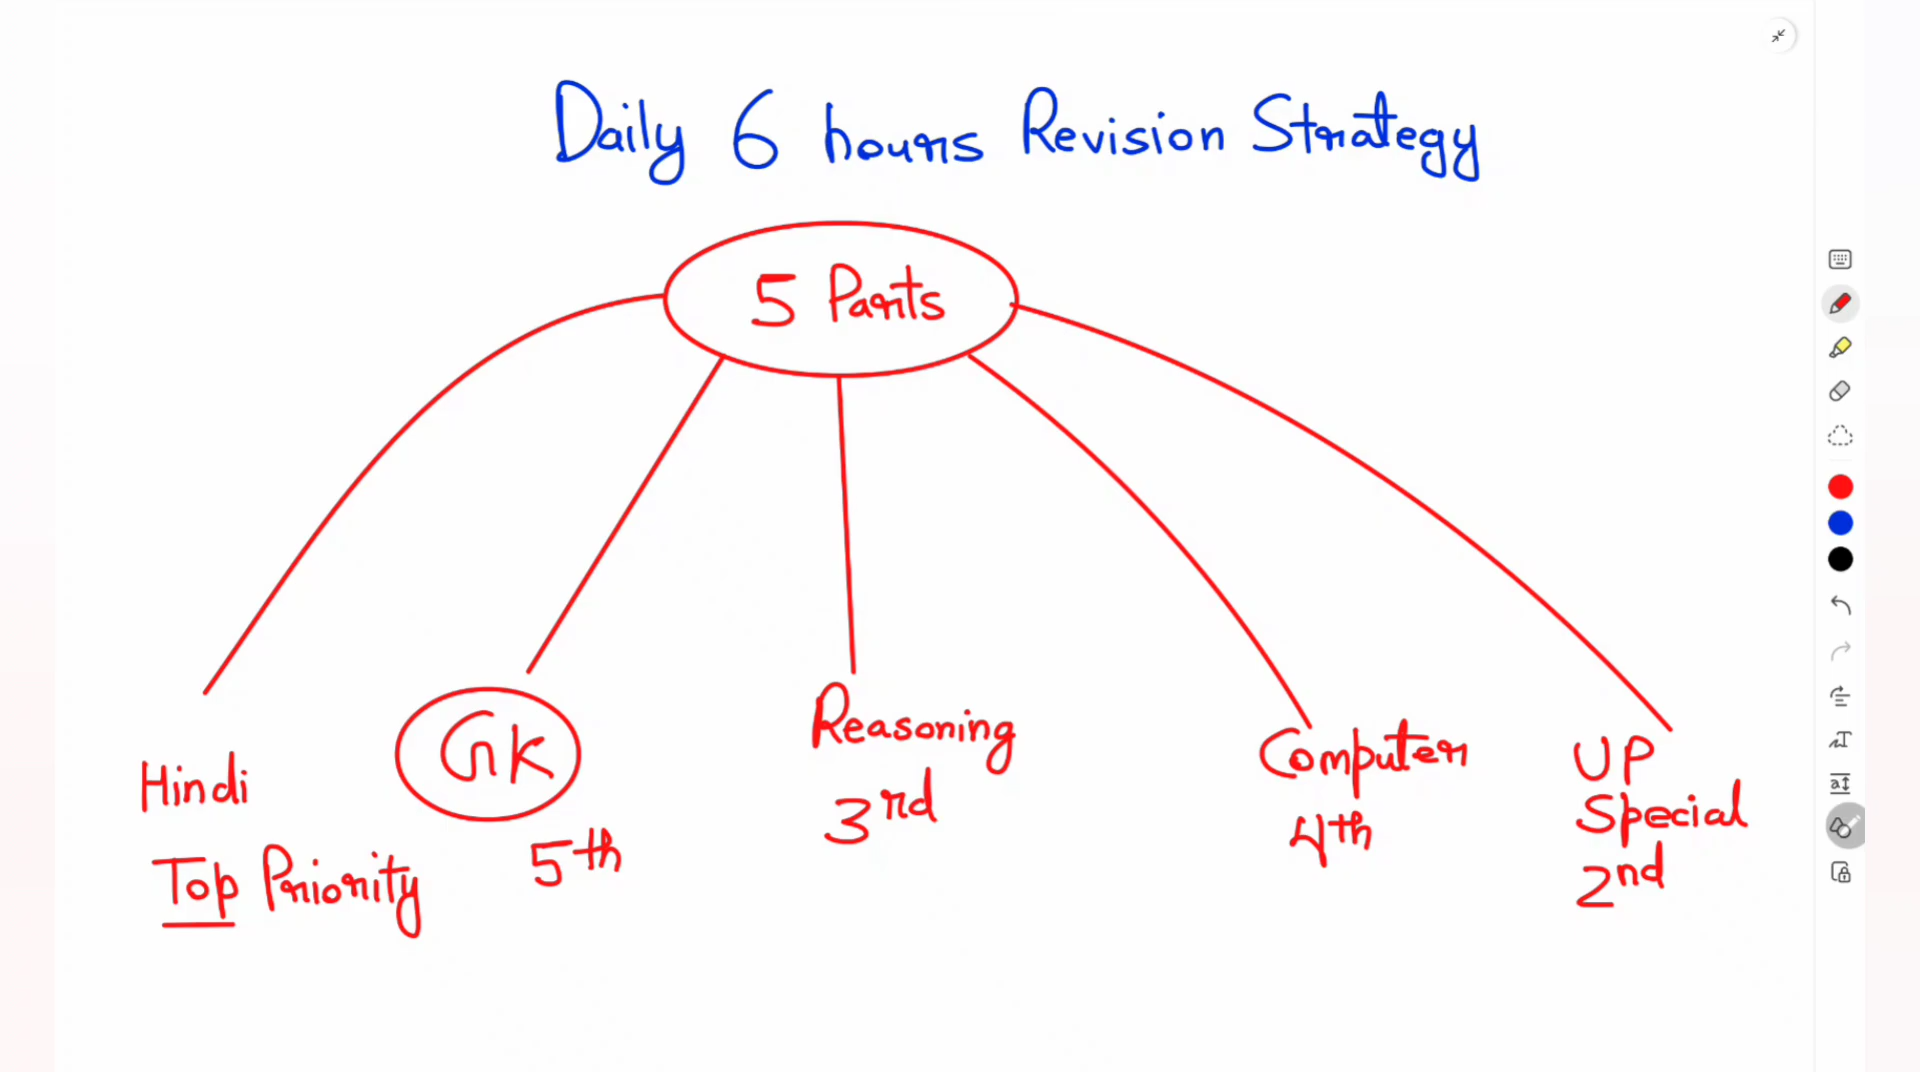 Daily 6 hours Revision Strategy
5 Parts
Hindi
Top Priority
GK
5th
Reasoning
3rd
Computer
4th
UP
Special
2nd